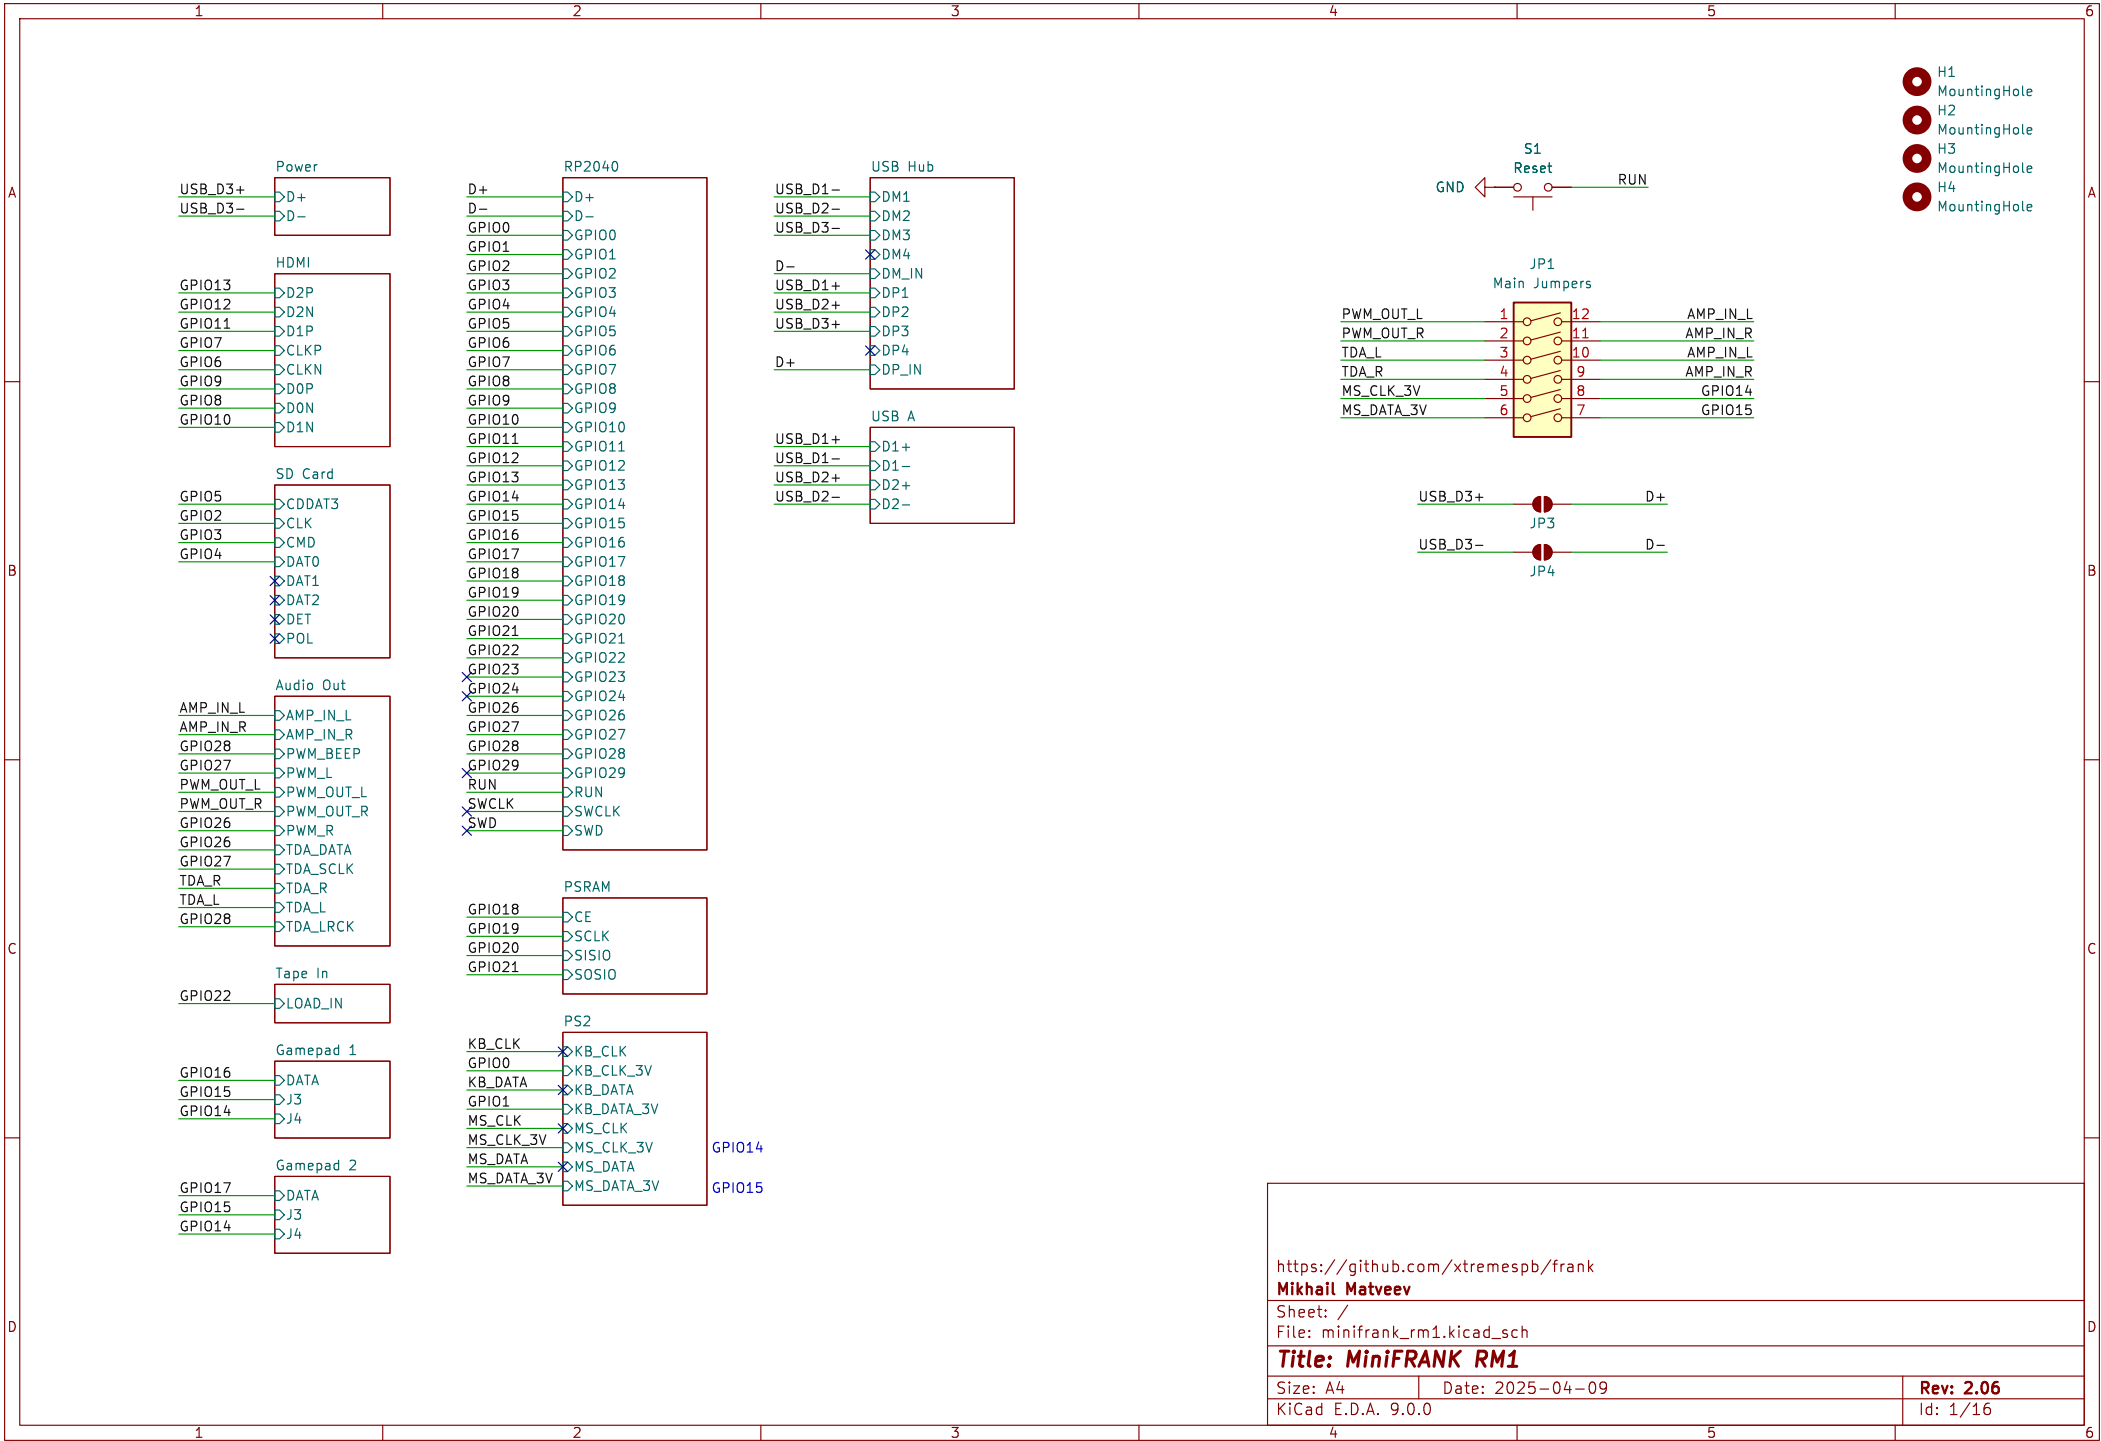 1 2 3 4 5 6
A
B
C
D
A
B
C
D
Power
USB_D3+ D+
USB_D3- D-
HDMI
GPIO13 D2P
GPIO12 D2N
GPIO11 D1P
GPIO7 CLKP
GPIO6 CLKN
GPIO9 D0P
GPIO8 D0N
GPIO10 D1N
SD Card
GPIO5 CDDAT3
GPIO2 CLK
GPIO3 CMD
GPIO4 DAT0
DAT1
DAT2
DET
POL
Audio Out
AMP_IN_L AMP_IN_L
AMP_IN_R AMP_IN_R
GPIO28 PWM_BEEP
GPIO27 PWM_L
PWM_OUT_L PWM_OUT_L
PWM_OUT_R PWM_OUT_R
GPIO26 PWM_R
GPIO26 TDA_DATA
GPIO27 TDA_SCLK
TDA_R TDA_R
TDA_L TDA_L
GPIO28 TDA_LRCK
Tape In
GPIO22 LOAD_IN
Gamepad 1
GPIO16 DATA
GPIO15 J3
GPIO14 J4
Gamepad 2
GPIO17 DATA
GPIO15 J3
GPIO14 J4
RP2040
D+ D+
D- D-
GPIO0 GPIO0
GPIO1 GPIO1
GPIO2 GPIO2
GPIO3 GPIO3
GPIO4 GPIO4
GPIO5 GPIO5
GPIO6 GPIO6
GPIO7 GPIO7
GPIO8 GPIO8
GPIO9 GPIO9
GPIO10 GPIO10
GPIO11 GPIO11
GPIO12 GPIO12
GPIO13 GPIO13
GPIO14 GPIO14
GPIO15 GPIO15
GPIO16 GPIO16
GPIO17 GPIO17
GPIO18 GPIO18
GPIO19 GPIO19
GPIO20 GPIO20
GPIO21 GPIO21
GPIO22 GPIO22
GPIO23 GPIO23
GPIO24 GPIO24
GPIO26 GPIO26
GPIO27 GPIO27
GPIO28 GPIO28
GPIO29 GPIO29
RUN RUN
SWCLK SWCLK
SWD SWD
PSRAM
GPIO18 CE
GPIO19 SCLK
GPIO20 SISIO
GPIO21 SOSIO
PS2
KB_CLK KB_CLK
GPIO0 KB_CLK_3V
KB_DATA KB_DATA
GPIO1 KB_DATA_3V
MS_CLK MS_CLK
MS_CLK_3V MS_CLK_3V GPIO14
MS_DATA MS_DATA
MS_DATA_3V MS_DATA_3V GPIO15
USB Hub
USB_D1- DM1
USB_D2- DM2
USB_D3- DM3
DM4
D- DM_IN
USB_D1+ DP1
USB_D2+ DP2
USB_D3+ DP3
DP4
D+ DP_IN
USB A
USB_D1+ D1+
USB_D1- D1-
USB_D2+ D2+
USB_D2- D2-
S1
Reset
GND RUN
JP1
Main Jumpers
PWM_OUT_L 1 12 AMP_IN_L
PWM_OUT_R 2 11 AMP_IN_R
TDA_L 3 10 AMP_IN_L
TDA_R 4 9 AMP_IN_R
MS_CLK_3V 5 8 GPIO14
MS_DATA_3V 6 7 GPIO15
USB_D3+ D+
JP3
USB_D3- D-
JP4
H1
MountingHole
H2
MountingHole
H3
MountingHole
H4
MountingHole
https://github.com/xtremespb/frank
Mikhail Matveev
Sheet: /
File: minifrank_rm1.kicad_sch
Title: MiniFRANK RM1
Size: A4 Date: 2025-04-09 Rev: 2.06
KiCad E.D.A. 9.0.0 Id: 1/16
1 2 3 4 5 6